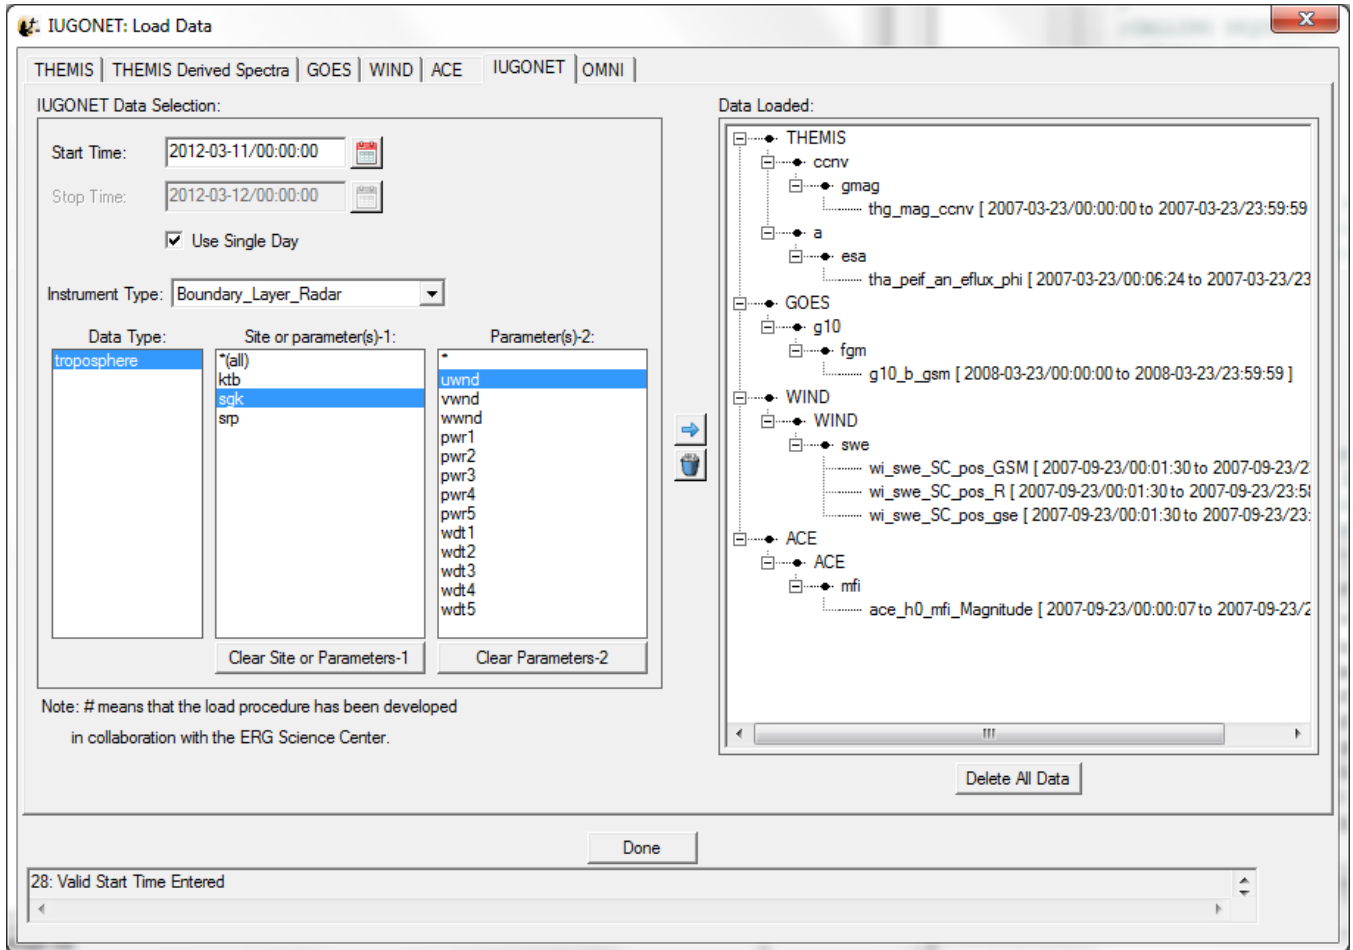 IUGONET: Load Data
THEMIS THEMIS Derived Spectra GOES WIND ACE IUGONET OMNI
IUGONET Data Selection:
Start Time: 2012-03-11/00:00:00
Stop Time: 2012-03-12/00:00:00
Use Single Day
Instrument Type: Boundary_Layer_Radar
Data Type: Site or parameter(s)-1: Parameter(s)-2:
troposphere
*(all)
ktb
sgk
srp
*
uwnd
vwnd
wwnd
pwr1
pwr2
pwr3
pwr4
pwr5
wdt1
wdt2
wdt3
wdt4
wdt5
Clear Site or Parameters-1 Clear Parameters-2
Note: # means that the load procedure has been developed
in collaboration with the ERG Science Center.
Data Loaded:
THEMIS
ccnv
gmag
thg_mag_ccnv [ 2007-03-23/00:00:00 to 2007-03-23/23:59:59
a
esa
tha_peif_an_eflux_phi [ 2007-03-23/00:06:24 to 2007-03-23/23
GOES
g10
fgm
g10_b_gsm [ 2008-03-23/00:00:00 to 2008-03-23/23:59:59 ]
WIND
WIND
swe
wi_swe_SC_pos_GSM [ 2007-09-23/00:01:30 to 2007-09-23/2
wi_swe_SC_pos_R [ 2007-09-23/00:01:30 to 2007-09-23/23:5
wi_swe_SC_pos_gse [ 2007-09-23/00:01:30 to 2007-09-23/23:
ACE
ACE
mfi
ace_h0_mfi_Magnitude [ 2007-09-23/00:00:07 to 2007-09-23/2
Delete All Data
Done
28: Valid Start Time Entered